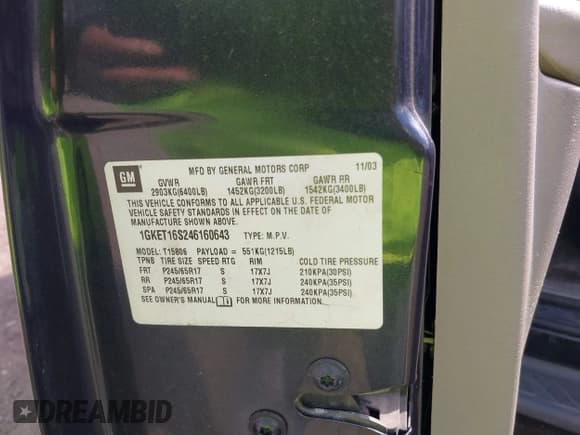 GM
MFD BY GENERAL MOTORS CORP 11/03
GVWR GAWR FRT GAWR RR
2903KG(6400LB) 1452KG(3200LB) 1542KG(3400LB)
THIS VEHICLE CONFORMS TO ALL APPLICABLE U.S. FEDERAL MOTOR
VEHICLE SAFETY STANDARDS IN EFFECT ON THE DATE OF
MANUFACTURE SHOWN ABOVE.
1GKET16S246160643 TYPE: M.P.V.
MODEL: T15806 PAYLOAD = 551KG(1215LB)
TPNB TIRE SIZE SPEED RTG RIM COLD TIRE PRESSURE
FRT P245/65R17 S 17X7J 210KPA(30PSI)
RR P245/65R17 S 17X7J 240KPA(35PSI)
SPA P245/65R17 S 17X7J 240KPA(35PSI)
SEE OWNER'S MANUAL FOR MORE INFORMATION.
DREAMBID